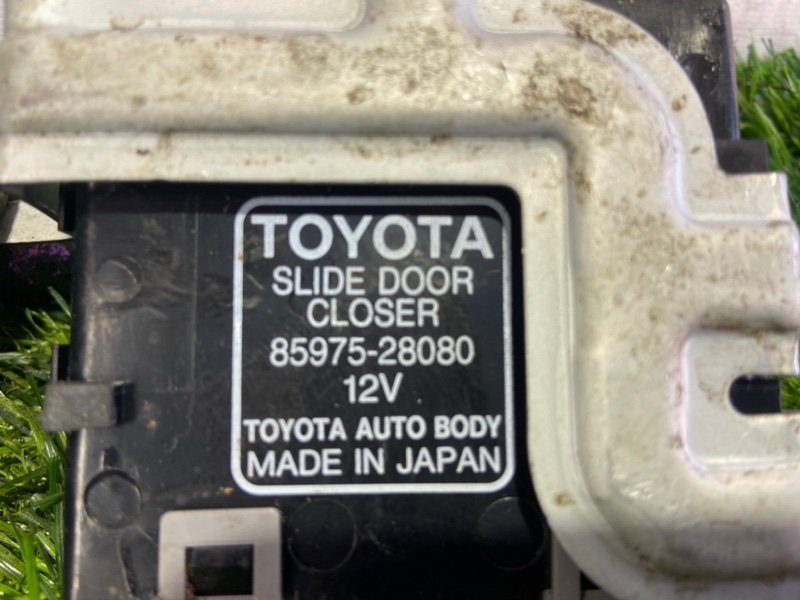 TOYOTA
SLIDE DOOR
CLOSER
85975-28080
12V
TOYOTA AUTO BODY
MADE IN JAPAN